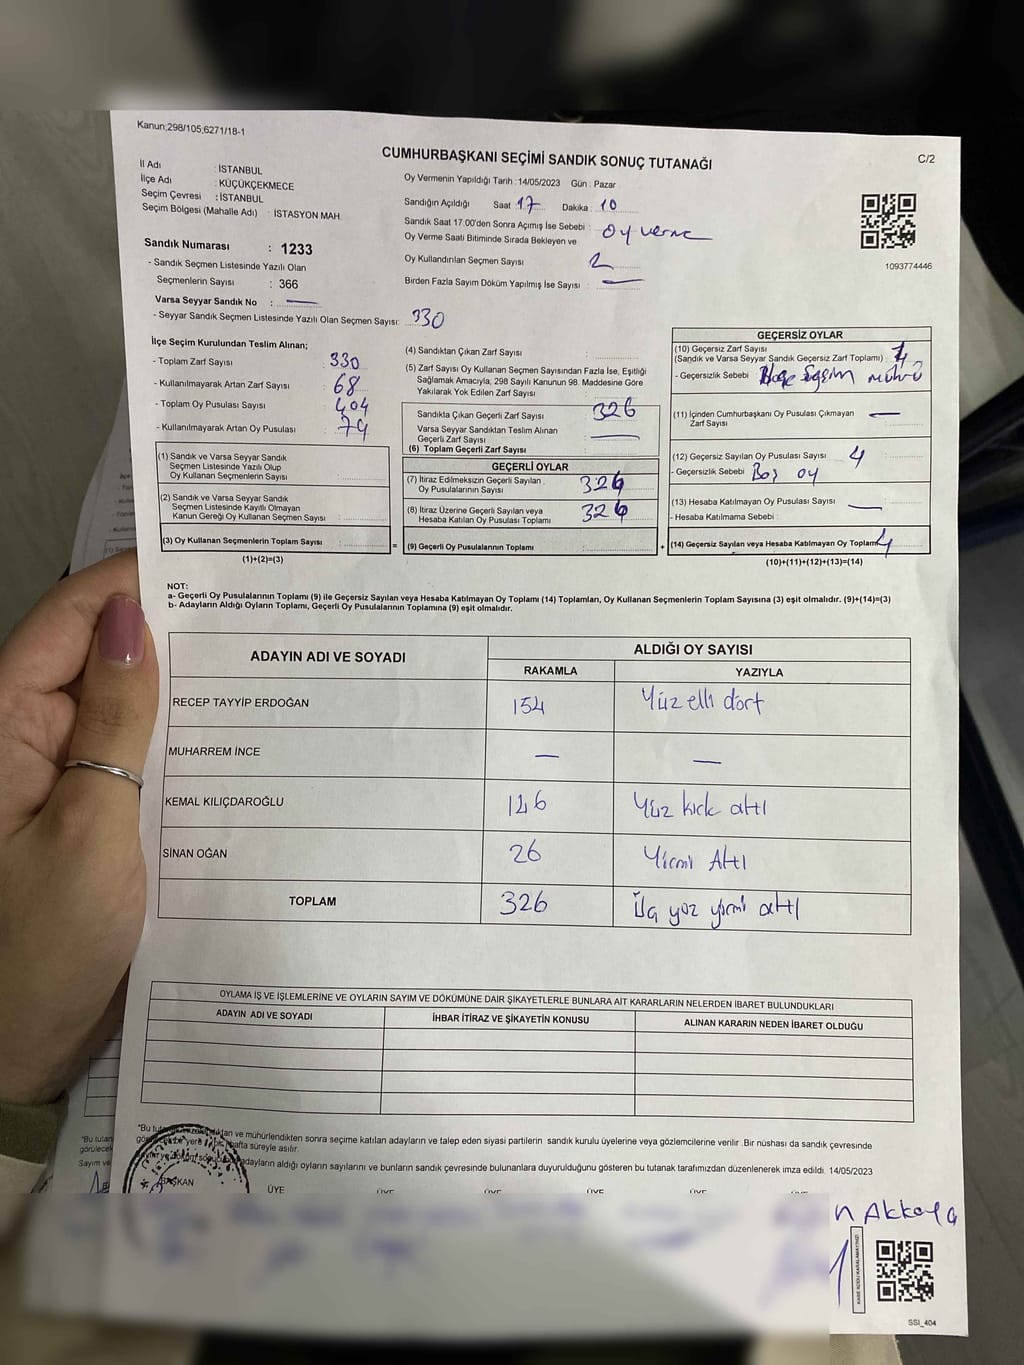 Kanun;298/105;6271/18-1
CUMHURBAŞKANI SEÇİMİ SANDIK SONUÇ TUTANAĞI
C/2
İl Adı : İSTANBUL
İlçe Adı : KÜÇÜKÇEKMECE
Seçim Çevresi : İSTANBUL
Seçim Bölgesi (Mahalle Adı) : İSTASYON MAH.
Sandık Numarası : 1233
- Sandık Seçmen Listesinde Yazılı Olan
Seçmenlerin Sayısı : 366
Varsa Seyyar Sandık No : —
- Seyyar Sandık Seçmen Listesinde Yazılı Olan Seçmen Sayısı: 330
Oy Vermenin Yapıldığı Tarih :14/05/2023 Gün : Pazar
Sandığın Açıldığı Saat 17 Dakika : 10
Sandık Saat 17.00'den Sonra Açımış İse Sebebi : oy verme
Oy Verme Saati Bitiminde Sırada Bekleyen ve
Oy Kullandırılan Seçmen Sayısı 2
Birden Fazla Sayım Döküm Yapılmış İse Sayısı : —
1093774446
İlçe Seçim Kurulundan Teslim Alınan;
- Toplam Zarf Sayısı 330
- Kullanılmayarak Artan Zarf Sayısı 68
- Toplam Oy Pusulası Sayısı 404
- Kullanılmayarak Artan Oy Pusulası 74
(1) Sandık ve Varsa Seyyar Sandık
Seçmen Listesinde Yazılı Olup
Oy Kullanan Seçmenlerin Sayısı :
(2) Sandık ve Varsa Seyyar Sandık
Seçmen Listesinde Kayıtlı Olmayan
Kanun Gereği Oy Kullanan Seçmen Sayısı :
(3) Oy Kullanan Seçmenlerin Toplam Sayısı :
(1)+(2)=(3)
(4) Sandıktan Çıkan Zarf Sayısı :
(5) Zarf Sayısı Oy Kullanan Seçmen Sayısından Fazla İse, Eşitliği
Sağlamak Amacıyla, 298 Sayılı Kanunun 98. Maddesine Göre
Yakılarak Yok Edilen Zarf Sayısı :
Sandıkta Çıkan Geçerli Zarf Sayısı 326
Varsa Seyyar Sandıktan Teslim Alınan
Geçerli Zarf Sayısı —
(6) Toplam Geçerli Zarf Sayısı
GEÇERLİ OYLAR
(7) İtiraz Edilmeksizin Geçerli Sayılan
Oy Pusulalarının Sayısı 326
(8) İtiraz Üzerine Geçerli Sayılan veya
Hesaba Katılan Oy Pusulası Toplamı 326
= (9) Geçerli Oy Pusulalarının Toplamı
GEÇERSİZ OYLAR
(10) Geçersiz Zarf Sayısı
(Sandık ve Varsa Seyyar Sandık Geçersiz Zarf Toplamı) :
- Geçersizlik Sebebi : mührü
(11) İçinden Cumhurbaşkanı Oy Pusulası Çıkmayan
Zarf Sayısı —
(12) Geçersiz Sayılan Oy Pusulası Sayısı 4
- Geçersizlik Sebebi Boş oy
(13) Hesaba Katılmayan Oy Pusulası Sayısı —
- Hesaba Katılmama Sebebi :
+ (14) Geçersiz Sayılan veya Hesaba Katılmayan Oy Toplamı 4
(10)+(11)+(12)+(13)=(14)
NOT:
a- Geçerli Oy Pusulalarının Toplamı (9) ile Geçersiz Sayılan veya Hesaba Katılmayan Oy Toplamı (14) Toplamları, Oy Kullanan Seçmenlerin Toplam Sayısına (3) eşit olmalıdır. (9)+(14)=(3)
b- Adayların Aldığı Oyların Toplamı, Geçerli Oy Pusulalarının Toplamına (9) eşit olmalıdır.
ADAYIN ADI VE SOYADI
ALDIĞI OY SAYISI
RAKAMLA YAZIYLA
RECEP TAYYİP ERDOĞAN 154 Yüz elli dört
MUHARREM İNCE — —
KEMAL KILIÇDAROĞLU 146 Yüz kırk altı
SİNAN OĞAN 26 Yirmi Altı
TOPLAM 326 Üç yüz yirmi altı
OYLAMA İŞ VE İŞLEMLERİNE VE OYLARIN SAYIM VE DÖKÜMÜNE DAİR ŞİKAYETLERLE BUNLARA AİT KARARLARIN NELERDEN İBARET BULUNDUKLARI
ADAYIN ADI VE SOYADI İHBAR İTİRAZ VE ŞİKAYETİN KONUSU ALINAN KARARIN NEDEN İBARET OLDUĞU
"Bu ve mühürlendikten sonra seçime katılan adayların ve talep eden siyasi partilerin sandık kurulu üyelerine veya gözlemcilerine verilir .Bir nüshası da sandık çevresinde
yere hafta süreyle asılır.
adayların aldığı oyların sayılarını ve bunların sandık çevresinde bulunanlara duyurulduğunu gösteren bu tutanak tarafımızdan düzenlenerek imza edildi. 14/05/2023
BAŞKAN ÜYE ÜYE ÜYE ÜYE ÜYE ÜYE
n Akkaya
SSI_404